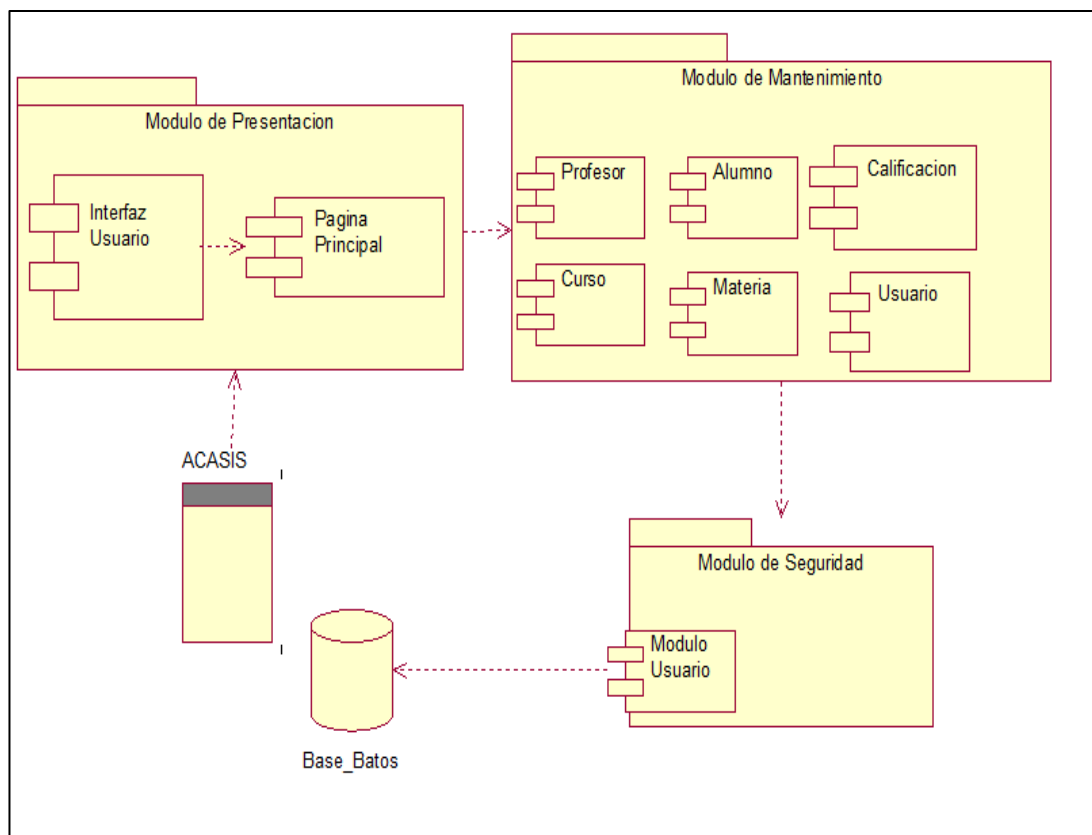 Modulo de Presentacion
Interfaz
Usuario
Pagina
Principal
Modulo de Mantenimiento
Profesor
Alumno
Calificacion
Curso
Materia
Usuario
ACASIS
Modulo de Seguridad
Modulo
Usuario
Base_Batos